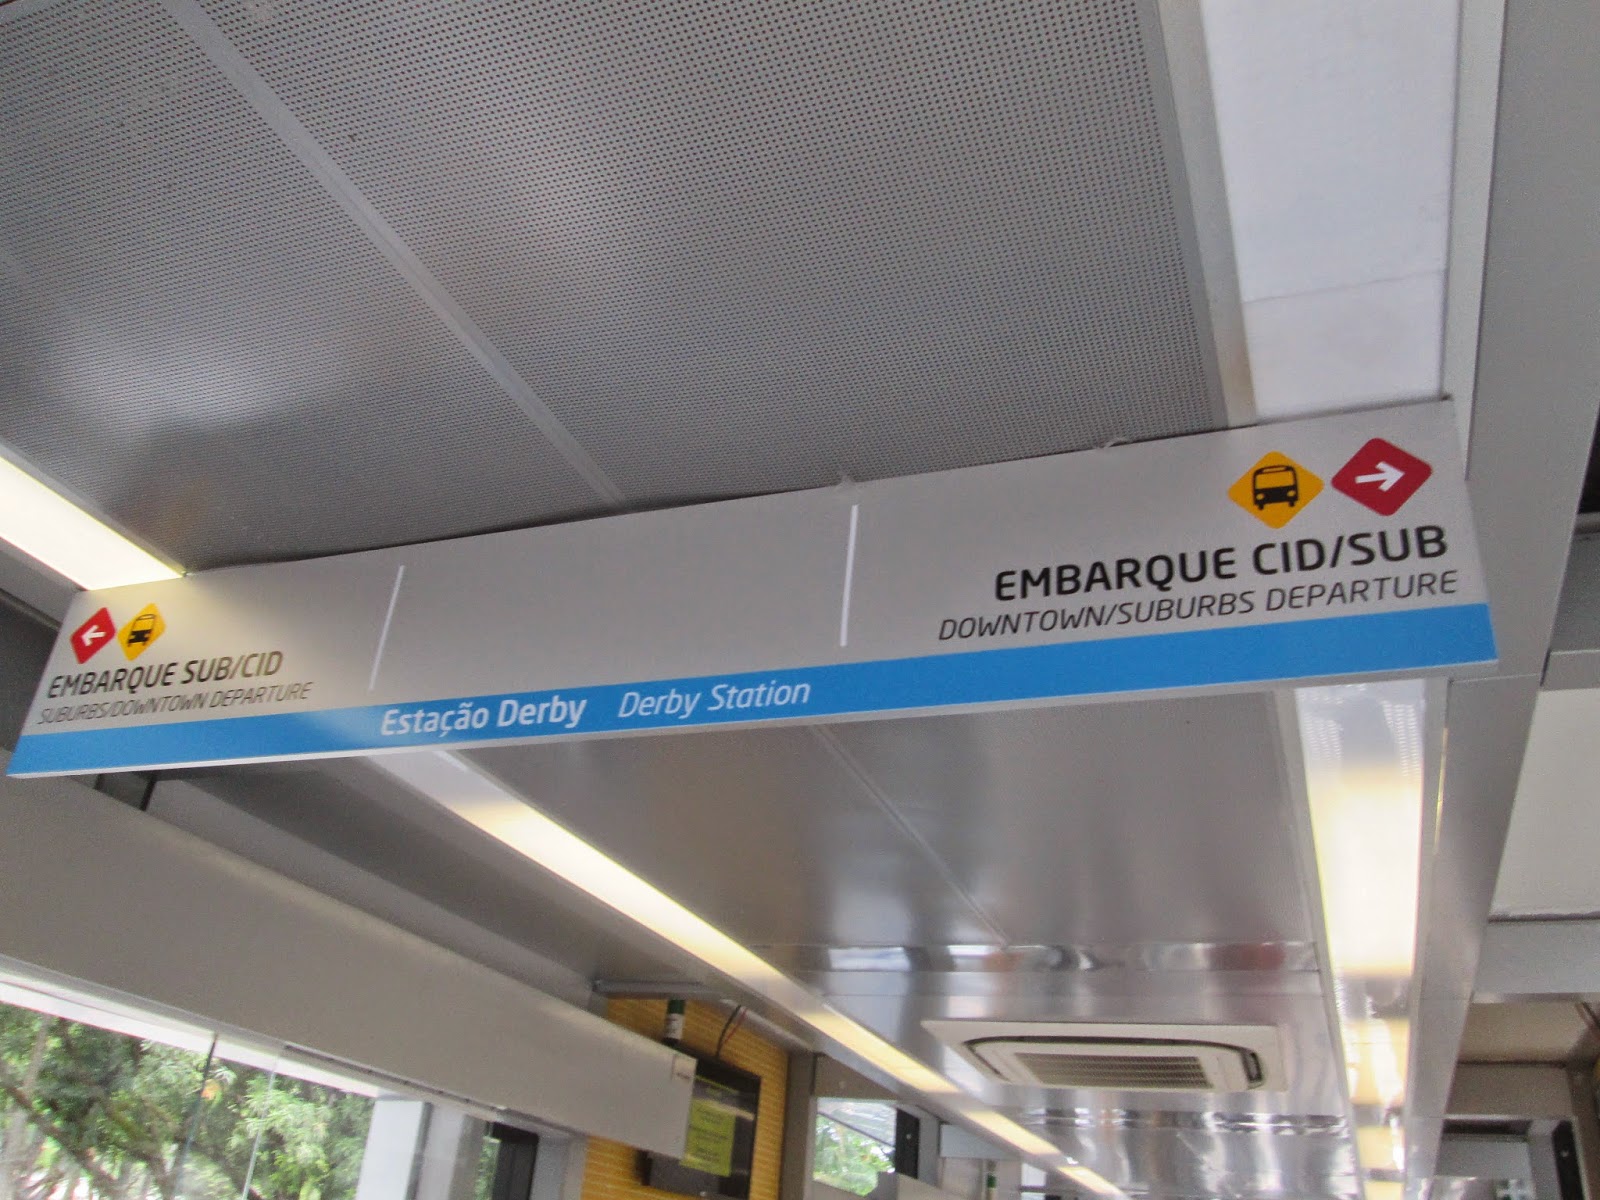 EMBARQUE SUB/CID
SUBURBS/DOWNTOWN DEPARTURE
Estação Derby Derby Station
EMBARQUE CID/SUB
DOWNTOWN/SUBURBS DEPARTURE